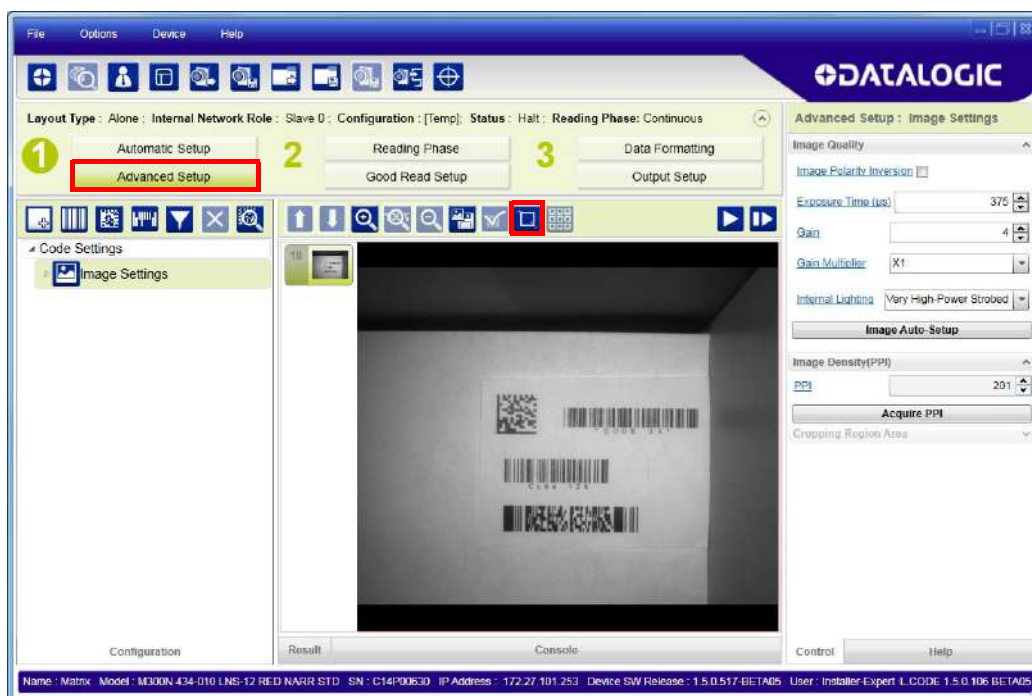 File Options Device Help
DATALOGIC
Layout Type : Alone ; Internal Network Role : Slave 0 ; Configuration : [Temp]; Status : Halt ; Reading Phase: Continuous
1 Automatic Setup 2 Reading Phase 3 Data Formatting
Advanced Setup Good Read Setup Output Setup
Code Settings
Image Settings
18
Configuration
Result Console
Advanced Setup : Image Settings
Image Quality
Image Polarity Inversion
Exposure Time (us) 375
Gain 4
Gain Multiplier X1
Internal Lighting Very High-Power Strobed
Image Auto-Setup
Image Density(PPI)
PPI 201
Acquire PPI
Cropping Region Area
Control Help
Name : Matrix Model : M300N 434-010 LNS-12 RED NARR STD SN : C14P00630 IP Address : 172.27.101.253 Device SW Release : 1.5.0.517-BETA05 User : Installer-Expert IL.CODE 1.5.0.106 BETA05